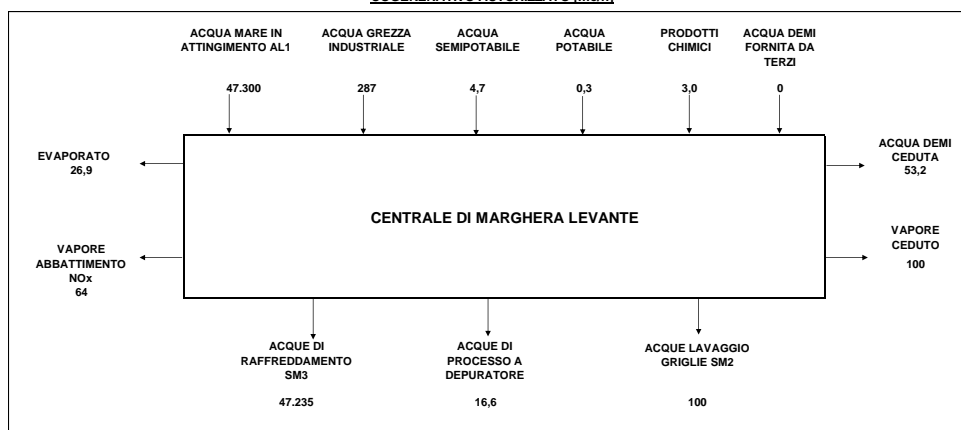 ACQUA MARE IN
ATTINGIMENTO AL1
47.300
ACQUA GREZZA
INDUSTRIALE
287
ACQUA
SEMIPOTABILE
4,7
ACQUA
POTABILE
0,3
PRODOTTI
CHIMICI
3,0
ACQUA DEMI
FORNITA DA
TERZI
0
EVAPORATO
26,9
ACQUA DEMI
CEDUTA
53,2
CENTRALE DI MARGHERA LEVANTE
VAPORE
ABBATTIMENTO
NOx
64
VAPORE
CEDUTO
100
ACQUE DI
RAFFREDDAMENTO
SM3
47.235
ACQUE DI
PROCESSO A
DEPURATORE
16,6
ACQUE LAVAGGIO
GRIGLIE SM2
100